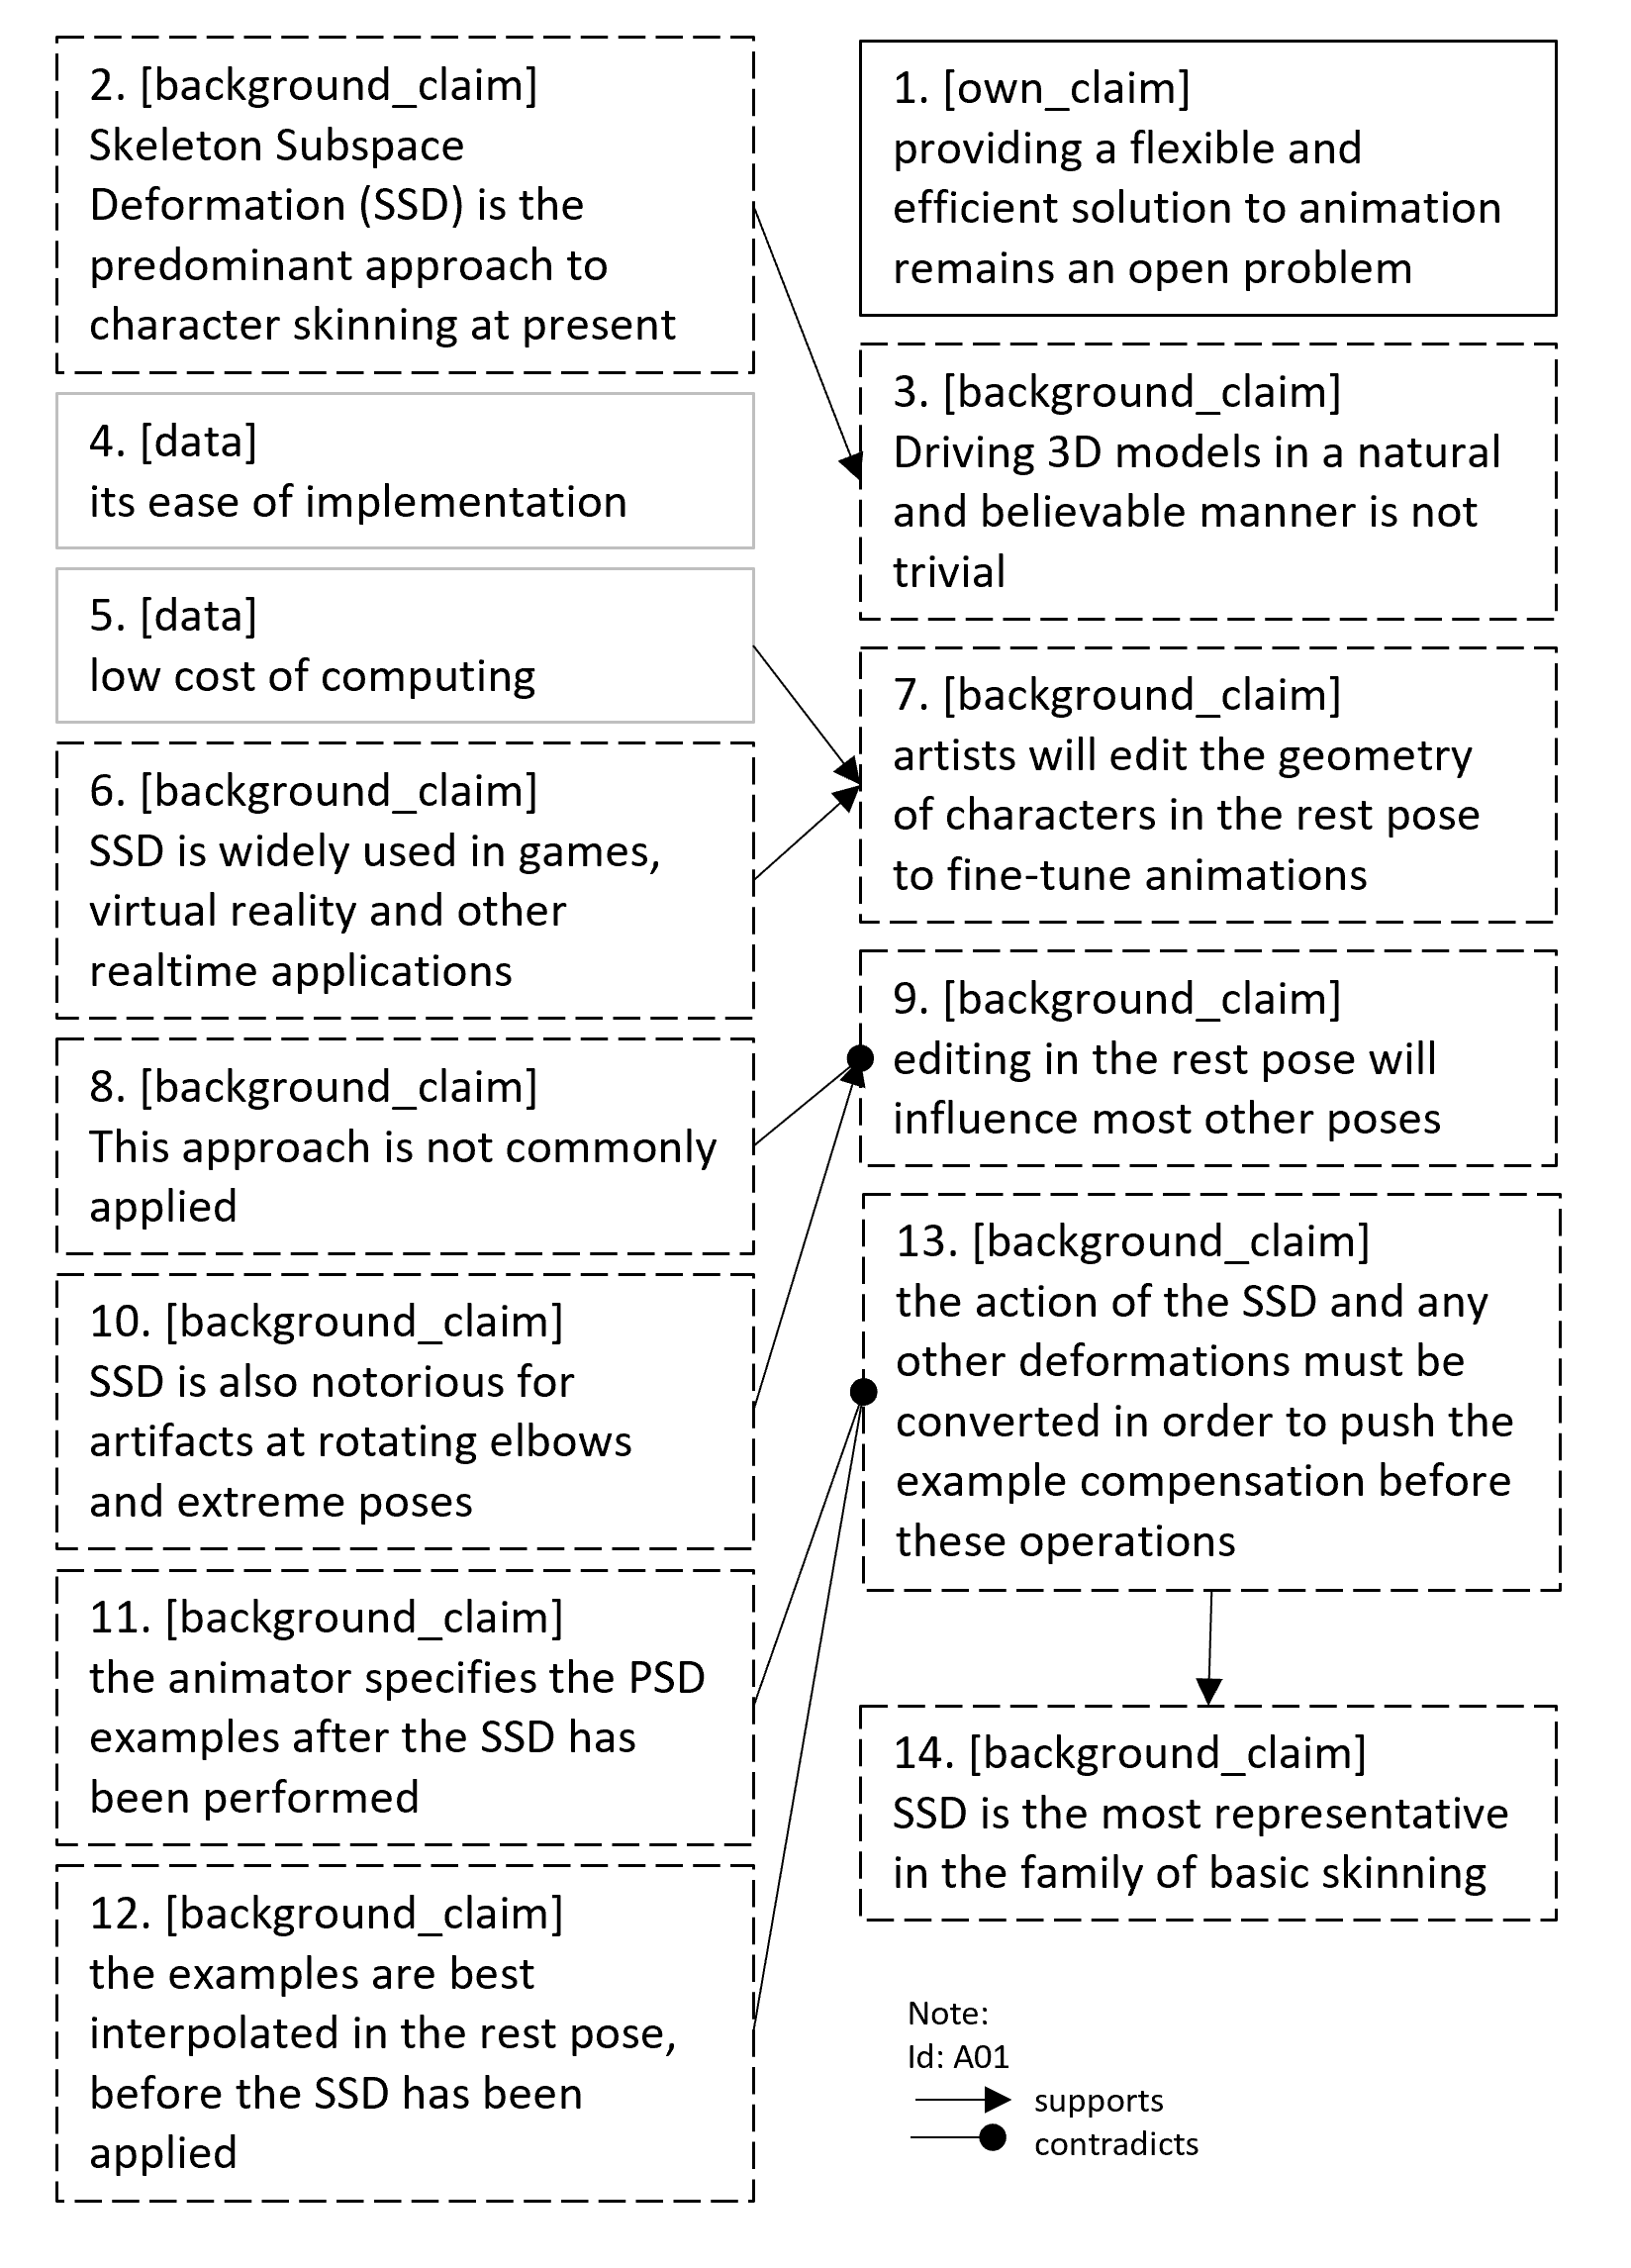 2. [background_claim]
Skeleton Subspace
Deformation (SSD) is the
predominant approach to
character skinning at present
1. [own_claim]
providing a flexible and
efficient solution to animation
remains an open problem
3. [background_claim]
Driving 3D models in a natural
and believable manner is not
trivial
4. [data]
its ease of implementation
5. [data]
low cost of computing
7. [background_claim]
artists will edit the geometry
of characters in the rest pose
to fine-tune animations
6. [background_claim]
SSD is widely used in games,
virtual reality and other
realtime applications
9. [background_claim]
editing in the rest pose will
influence most other poses
8. [background_claim]
This approach is not commonly
applied
13. [background_claim]
the action of the SSD and any
other deformations must be
converted in order to push the
example compensation before
these operations
10. [background_claim]
SSD is also notorious for
artifacts at rotating elbows
and extreme poses
11. [background_claim]
the animator specifies the PSD
examples after the SSD has
been performed
14. [background_claim]
SSD is the most representative
in the family of basic skinning
12. [background_claim]
the examples are best
interpolated in the rest pose,
before the SSD has been
applied
Note:
Id: A01
supports
contradicts